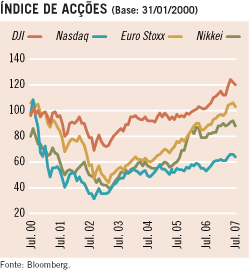 ÍNDICE DE ACÇÕES (Base: 31/01/2000)
DJI Nasdaq Euro Stoxx Nikkei
140
120
100
80
60
40
20
Jul. 00
Jul. 01
Jul. 02
Jul. 03
Jul. 04
Jul. 05
Jul. 06
Jul. 07
Fonte: Bloomberg.